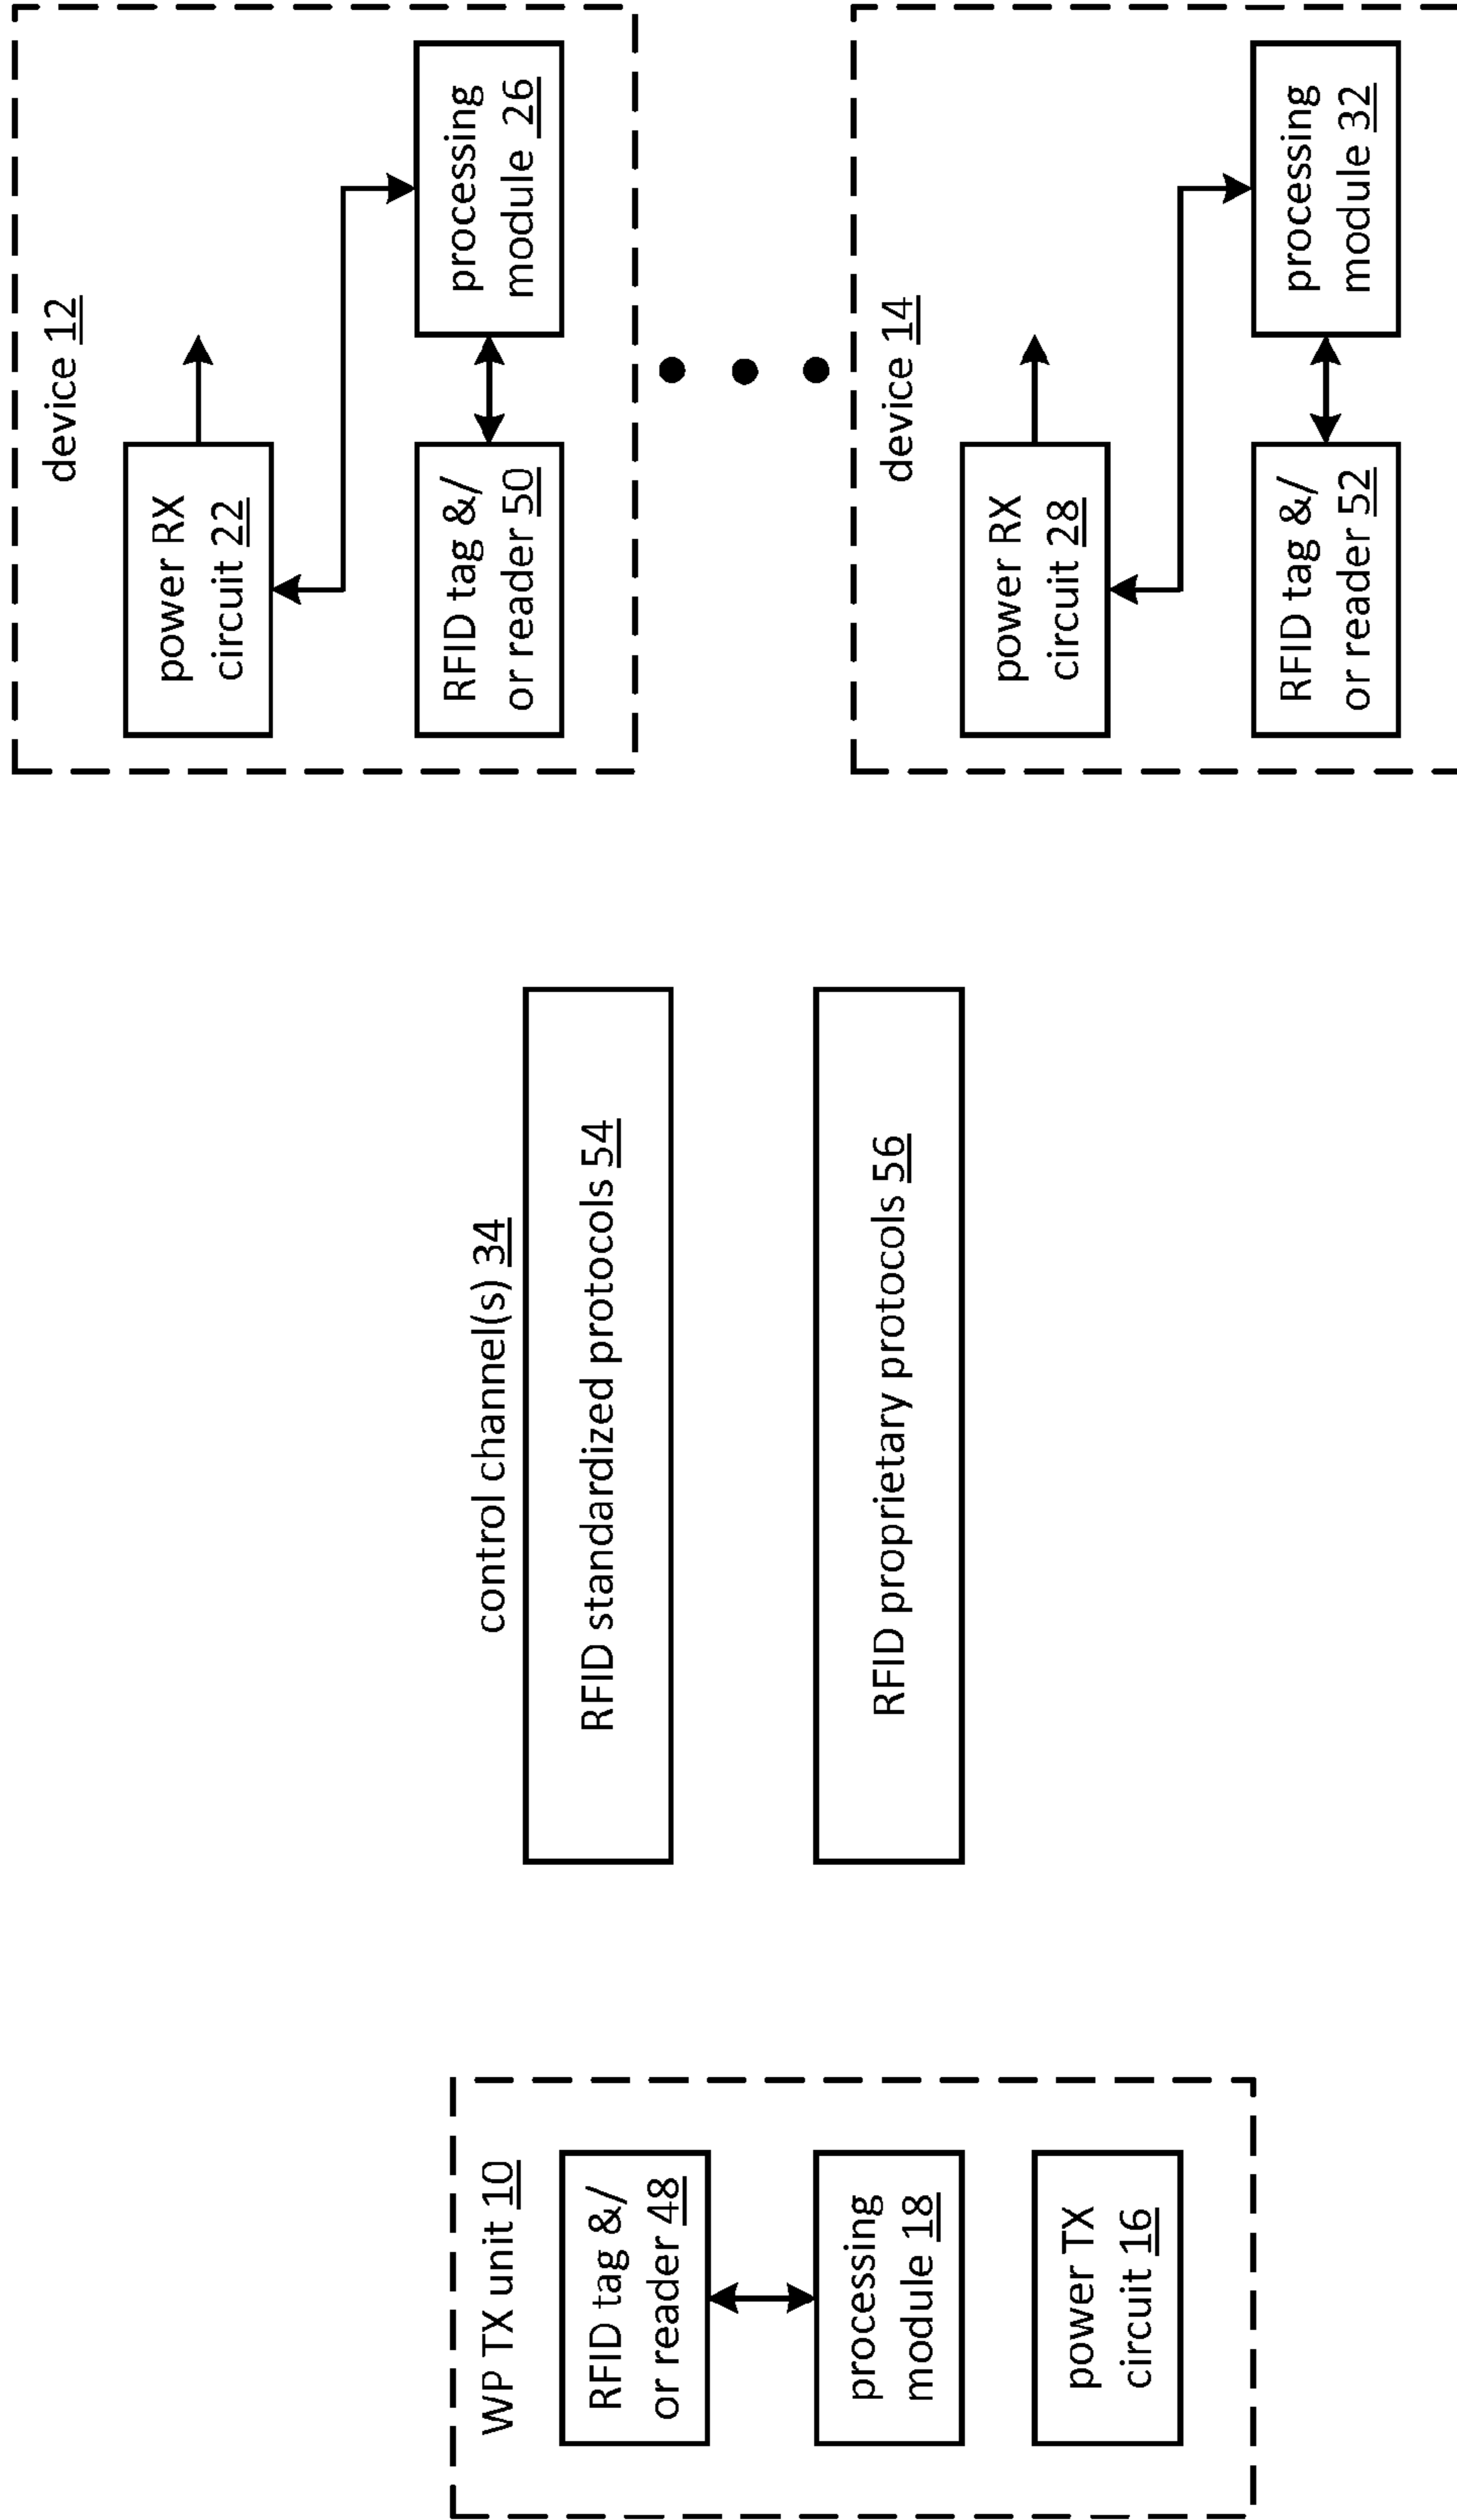 WP TX unit 10
RFID tag &/
or reader 48
processing
module 18
power TX
circuit 16
control channel(s) 34
RFID standardized protocols 54
RFID proprietary protocols 56
device 12
power RX
circuit 22
RFID tag &/
or reader 50
processing
module 26
device 14
power RX
circuit 28
RFID tag &/
or reader 52
processing
module 32